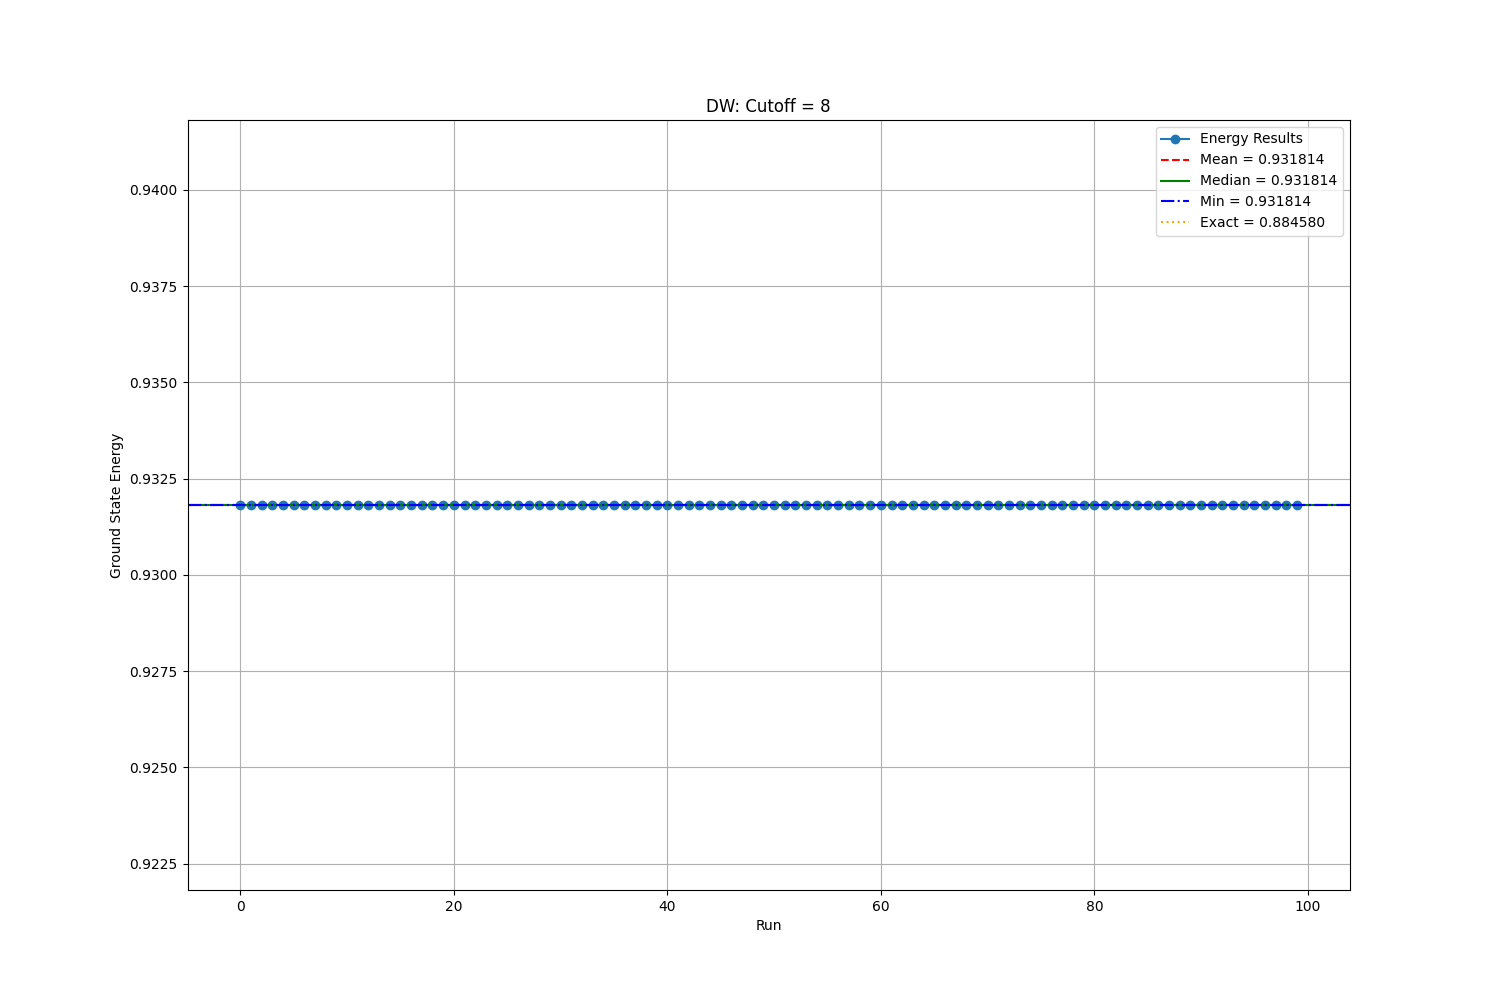 DW: Cutoff = 8
Energy Results
Mean = 0.931814
Median = 0.931814
Min = 0.931814
Exact = 0.884580
0.9400
0.9375
0.9350
0.9325
0.9300
0.9275
0.9250
0.9225
Ground State Energy
0 20 40 60 80 100
Run